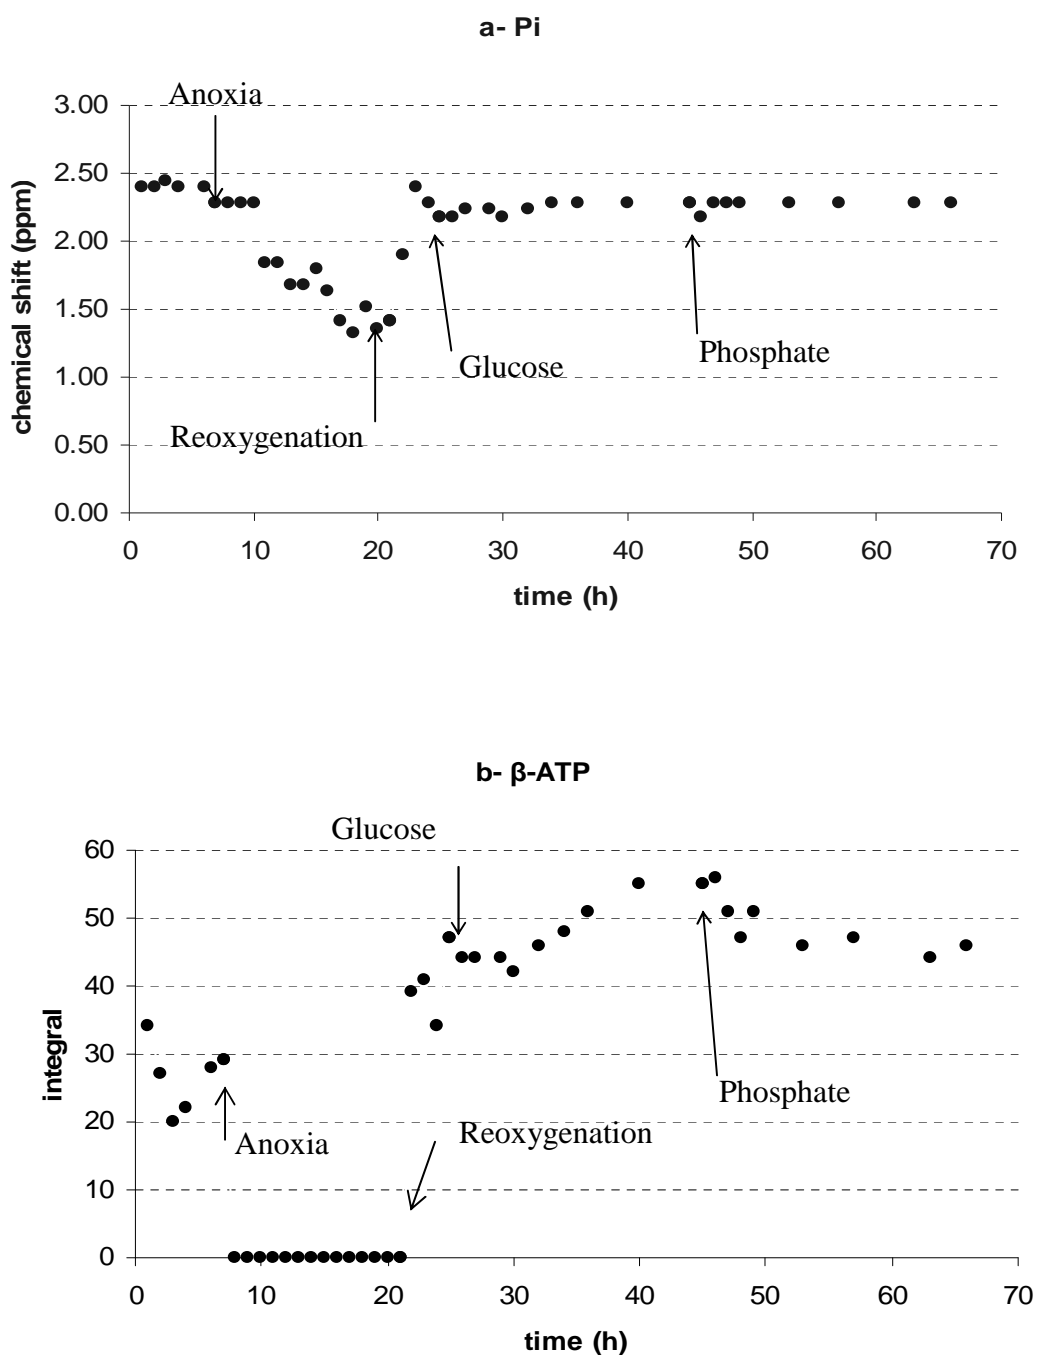 a- Pi
Anoxia
3.00
2.50
2.00
1.50
1.00
0.50
0.00
chemical shift (ppm)
Glucose
Phosphate
Reoxygenation
0 10 20 30 40 50 60 70
time (h)
b- β-ATP
Glucose
60
50
40
30
20
10
0
integral
Anoxia
Reoxygenation
Phosphate
0 10 20 30 40 50 60 70
time (h)